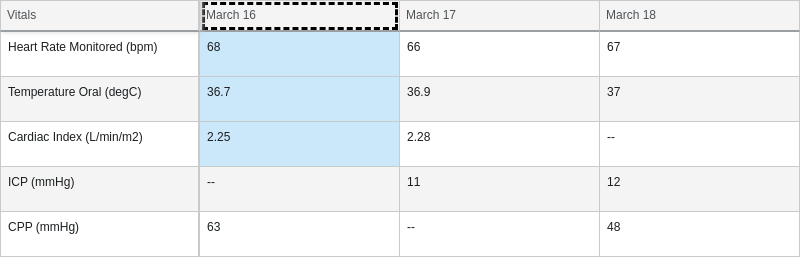 Vitals March 16 March 17 March 18
Heart Rate Monitored (bpm) 68 66 67
Temperature Oral (degC) 36.7 36.9 37
Cardiac Index (L/min/m2) 2.25 2.28 --
ICP (mmHg) -- 11 12
CPP (mmHg) 63 -- 48